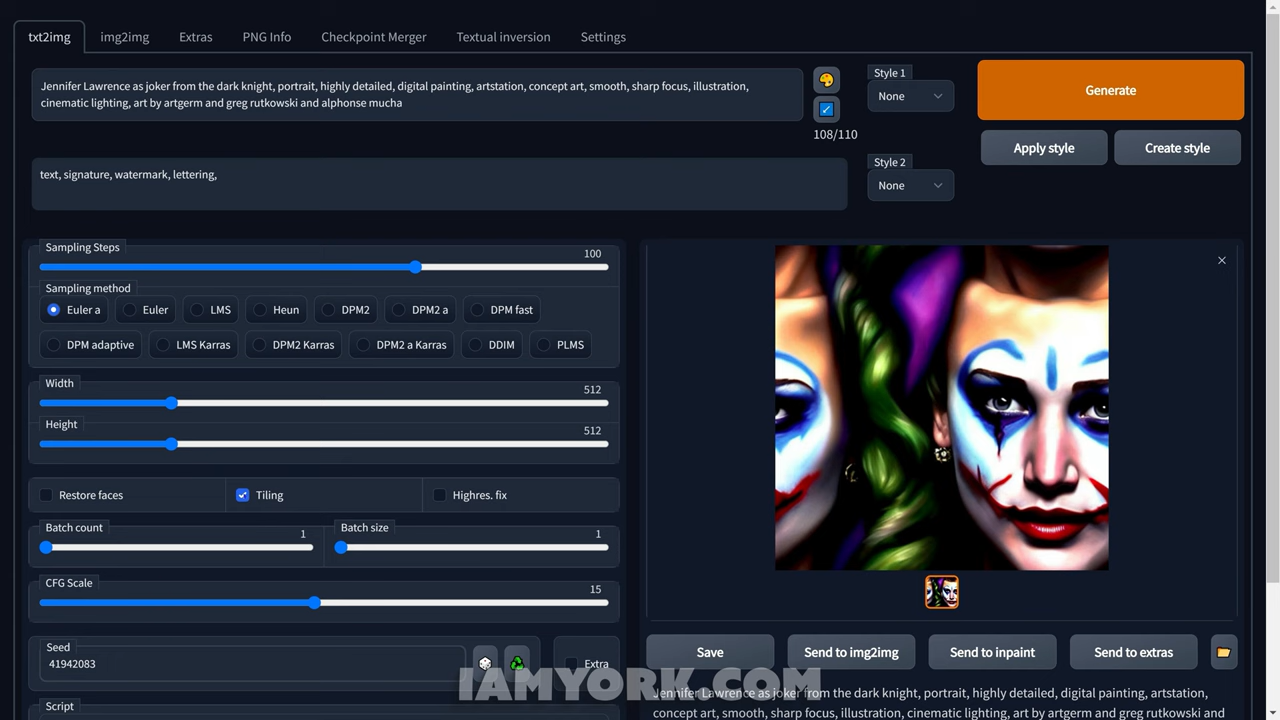 txt2img img2img Extras PNG Info Checkpoint Merger Textual inversion Settings
Jennifer Lawrence as joker from the dark knight, portrait, highly detailed, digital painting, artstation, concept art, smooth, sharp focus, illustration,
cinematic lighting, art by artgerm and greg rutkowski and alphonse mucha
108/110
Style 1
None
Generate
Apply style Create style
text, signature, watermark, lettering,
Style 2
None
Sampling Steps
100
Sampling method
Euler a Euler LMS Heun DPM2 DPM2 a DPM fast
DPM adaptive LMS Karras DPM2 Karras DPM2 a Karras DDIM PLMS
Width
512
Height
512
Restore faces Tiling Highres. fix
Batch count
1
Batch size
1
CFG Scale
15
Seed
41942083
Extra
Script
Save Send to img2img Send to inpaint Send to extras
Jennifer Lawrence as joker from the dark knight, portrait, highly detailed, digital painting, artstation,
concept art, smooth, sharp focus, illustration, cinematic lighting, art by artgerm and greg rutkowski and
IAMYORK.COM